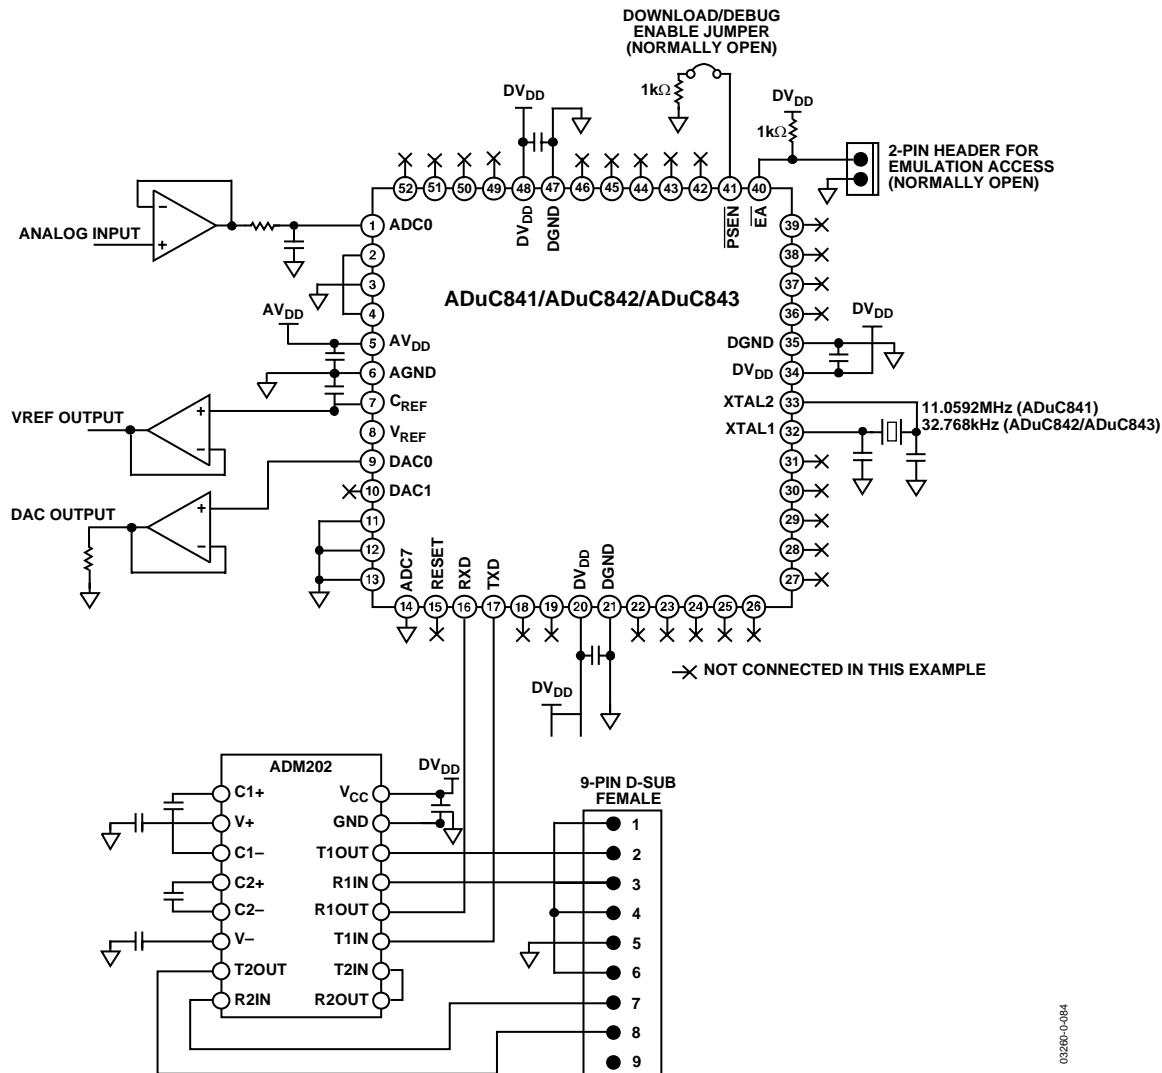 DOWNLOAD/DEBUG
ENABLE JUMPER
(NORMALLY OPEN)
1kΩ
DVDD
1kΩ
DVDD
2-PIN HEADER FOR
EMULATION ACCESS
(NORMALLY OPEN)
52 51 50 49 48 47 46 45 44 43 42 41 40
DVDD
DGND
PSEN
EA
ANALOG INPUT
1 ADC0
2
3
4
AVDD
5 AVDD
6 AGND
7 CREF
VREF OUTPUT
8 VREF
9 DAC0
10 DAC1
DAC OUTPUT
11
12
13
ADuC841/ADuC842/ADuC843
39
38
37
36
DVDD
DGND 35
DVDD 34
XTAL2 33
11.0592MHz (ADuC841)
32.768kHz (ADuC842/ADuC843)
XTAL1 32
31
30
29
28
27
ADC7
RESET
RXD
TXD
DVDD
DGND
14 15 16 17 18 19 20 21 22 23 24 25 26
NOT CONNECTED IN THIS EXAMPLE
DVDD
ADM202
DVDD
C1+
V+
C1–
C2+
C2–
V–
T2OUT
R2IN
VCC
GND
T1OUT
R1IN
R1OUT
T1IN
T2IN
R2OUT
9-PIN D-SUB
FEMALE
1
2
3
4
5
6
7
8
9
03260-0-084